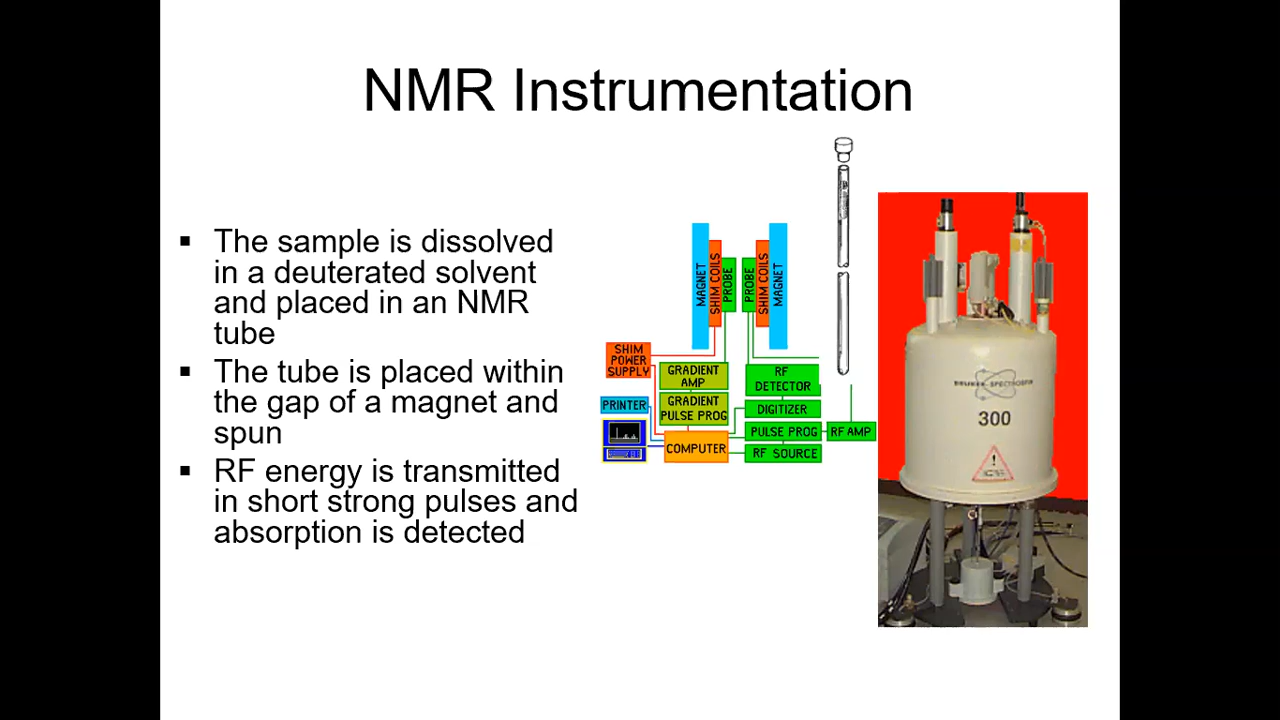 NMR Instrumentation
▪ The sample is dissolved
in a deuterated solvent
and placed in an NMR
tube
▪ The tube is placed within
the gap of a magnet and
spun
▪ RF energy is transmitted
in short strong pulses and
absorption is detected
MAGNET
SHIM COILS
PROBE
PROBE
SHIM COILS
MAGNET
SHIM
POWER
SUPPLY
GRADIENT
AMP
GRADIENT
PULSE PROG
PRINTER
COMPUTER
RF
DETECTOR
DIGITIZER
PULSE PROG
RF AMP
RF SOURCE
300